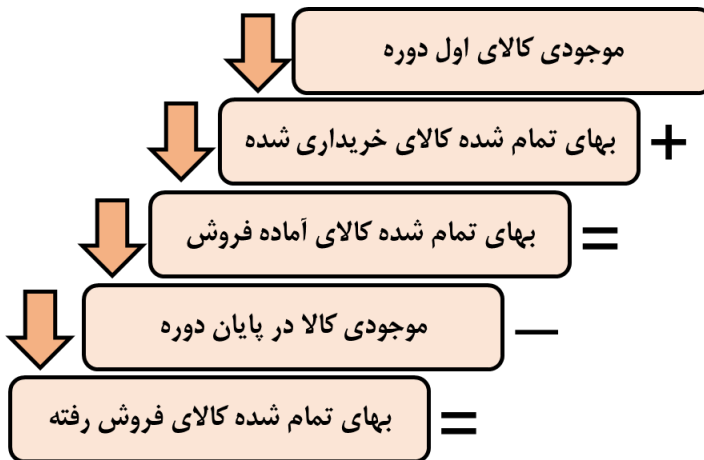 موجودی کالای اول دوره
+ بهای تمام شده کالای خریداری شده
= بهای تمام شده کالای آماده فروش
− موجودی کالا در پایان دوره
= بهای تمام شده کالای فروش رفته